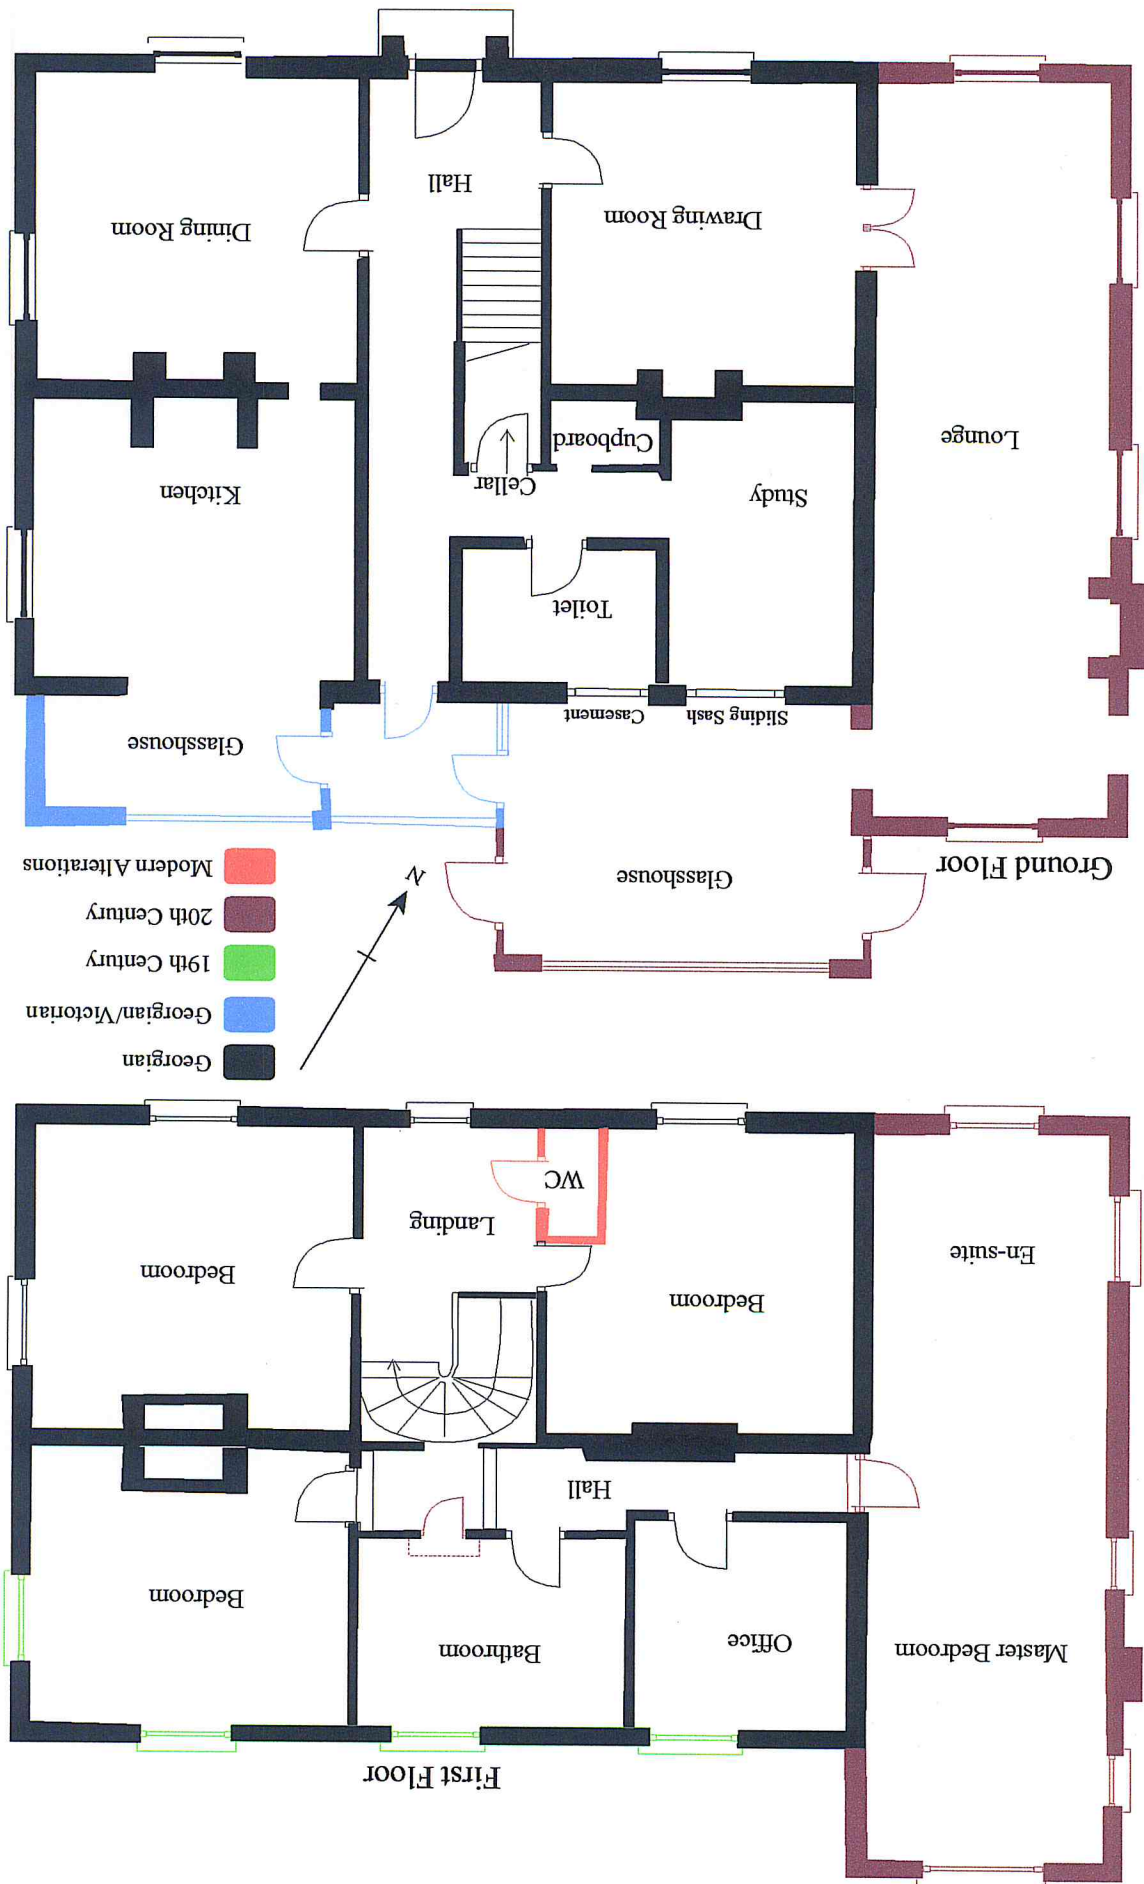 First Floor
Master Bedroom
Office
Bathroom
Bedroom
Hall
En-suite
Bedroom
Landing
Bedroom
WC
Georgian
Georgian/Victorian
19th Century
20th Century
Modern Alterations
N
Ground Floor
Glasshouse
Glasshouse
Sliding Sash
Casement
Toilet
Study
Cellar
Kitchen
Lounge
Cupboard
Drawing Room
Hall
Dining Room